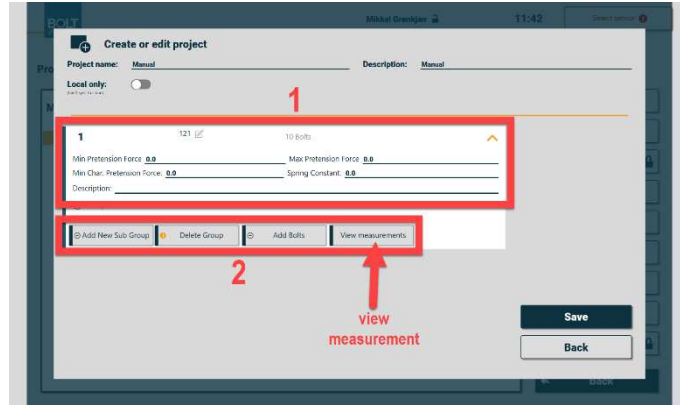 BOLT
Mikkel Grønkjær
11:42
Select sensor
Create or edit project
Project name: Manual
Description: Manual
Local only:
1
1 121 10 Bolts
Min Pretension Force 0.0 Max Pretension Force 0.0
Min Char. Pretension Force: 0.0 Spring Constant: 0.0
Description:
Add New Sub Group Delete Group Add Bolts View measurements
2
view
measurement
Save
Back
Back